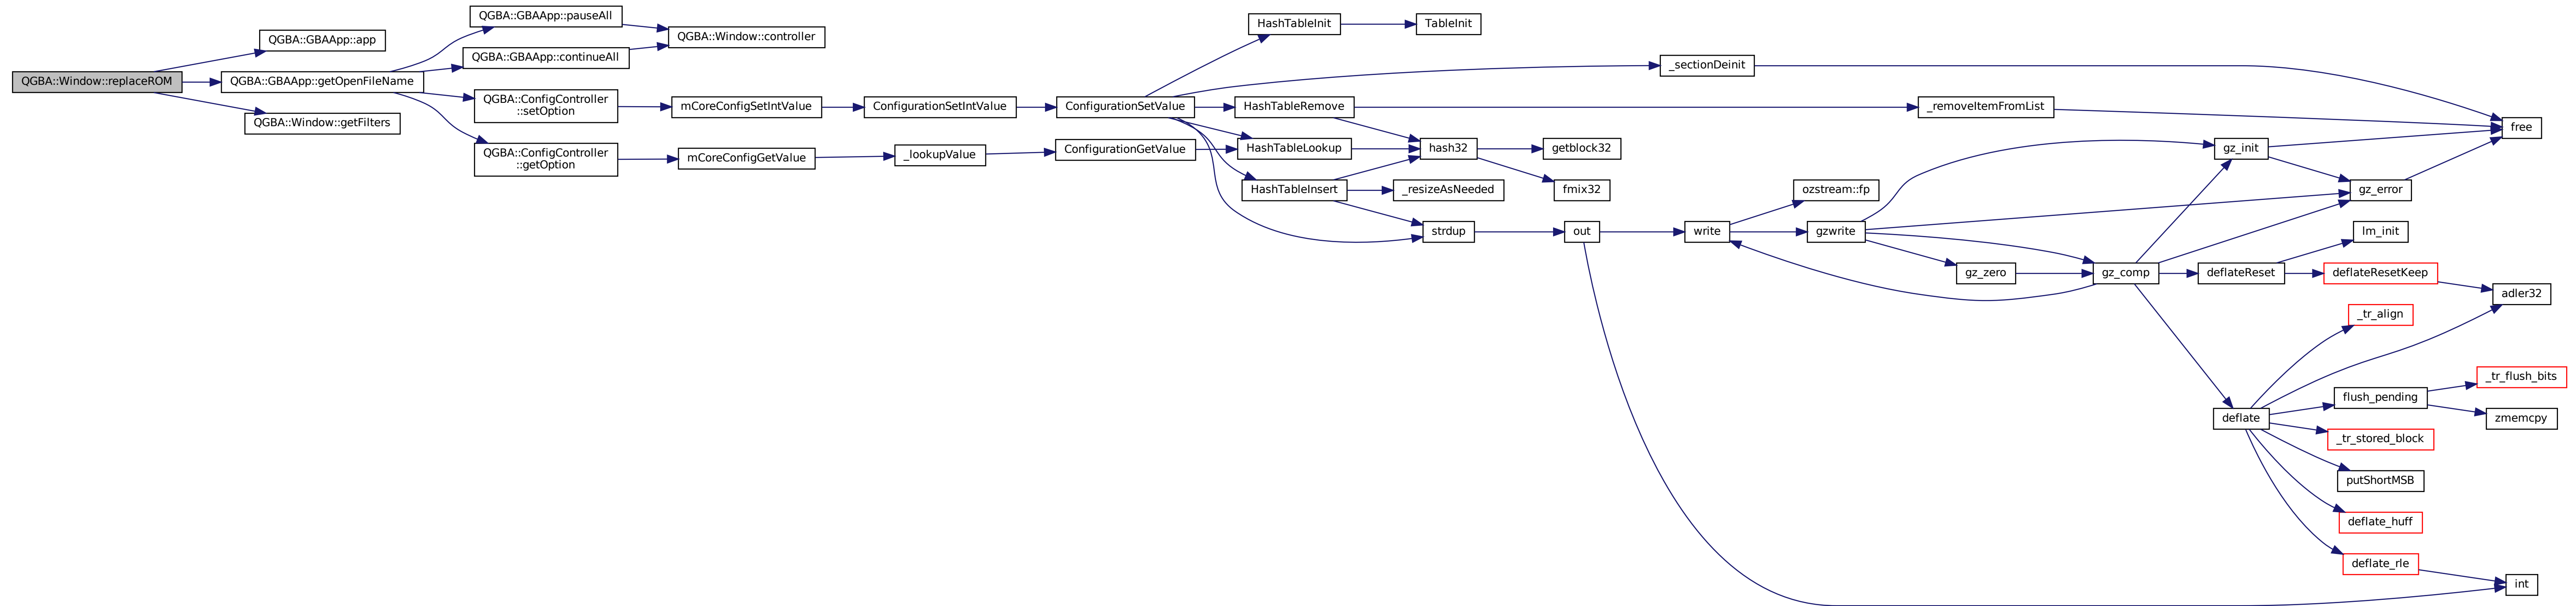 QGBA::Window::replaceROM
QGBA::GBAApp::app
QGBA::GBAApp::getOpenFileName
QGBA::Window::getFilters
QGBA::GBAApp::pauseAll
QGBA::GBAApp::continueAll
QGBA::Window::controller
QGBA::ConfigController
::setOption
QGBA::ConfigController
::getOption
mCoreConfigSetIntValue
mCoreConfigGetValue
ConfigurationSetIntValue
_lookupValue
ConfigurationSetValue
ConfigurationGetValue
HashTableInit
TableInit
HashTableRemove
HashTableLookup
HashTableInsert
hash32
_resizeAsNeeded
strdup
getblock32
fmix32
out
_sectionDeinit
write
ozstream::fp
gzwrite
_removeItemFromList
gz_zero
gz_comp
gz_init
deflateReset
deflate
gz_error
lm_init
deflateResetKeep
_tr_align
flush_pending
_tr_stored_block
putShortMSB
deflate_huff
deflate_rle
free
adler32
_tr_flush_bits
zmemcpy
int